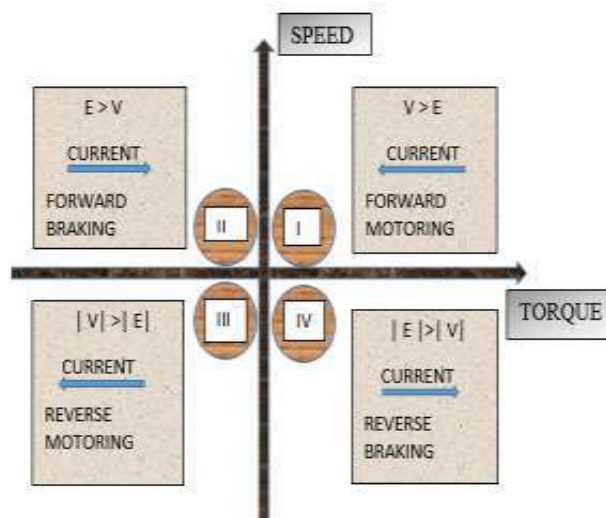 SPEED
E > V
CURRENT
FORWARD
BRAKING
V > E
CURRENT
FORWARD
MOTORING
II
I
III
IV
TORQUE
| V| >| E|
CURRENT
REVERSE
MOTORING
| E |>| V|
CURRENT
REVERSE
BRAKING